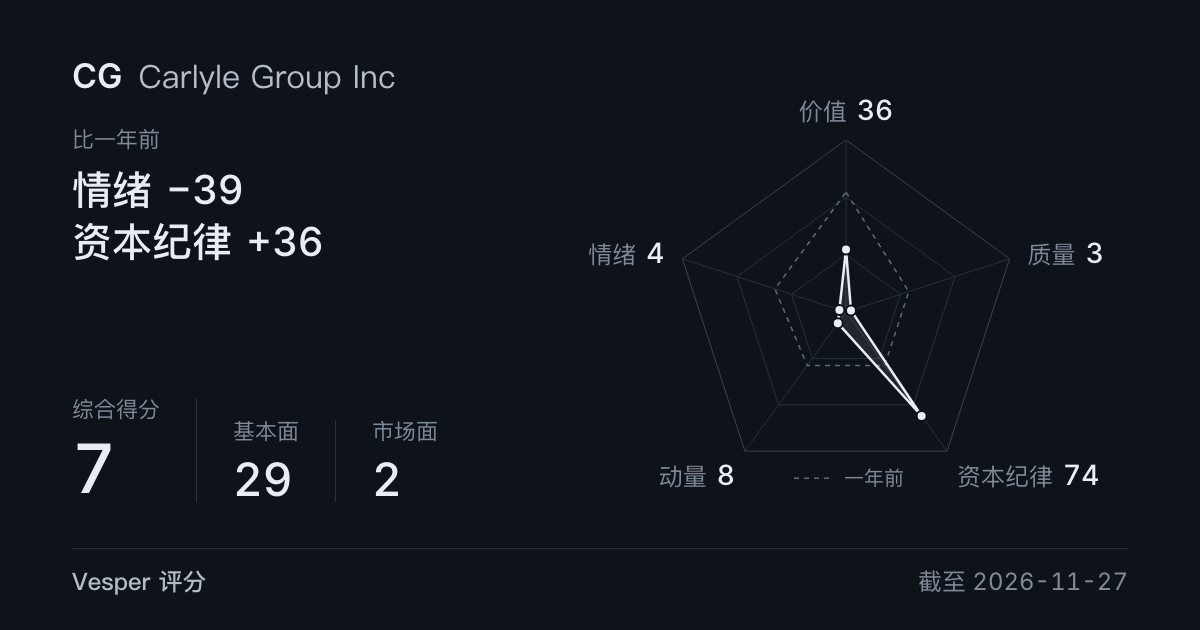 CG Carlyle Group Inc
比一年前
情绪 −39
资本纪律 +36
综合得分
7
基本面
29
市场面
2
价值 36
质量 3
资本纪律 74
动量 8
情绪 4
一年前
Vesper 评分
截至 2026-11-27